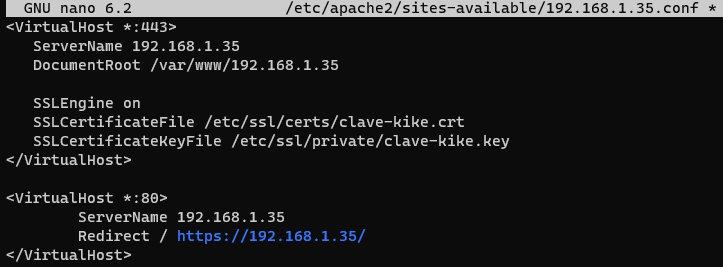 GNU nano 6.2 /etc/apache2/sites-available/192.168.1.35.conf *
<VirtualHost *:443>
ServerName 192.168.1.35
DocumentRoot /var/www/192.168.1.35
SSLEngine on
SSLCertificateFile /etc/ssl/certs/clave-kike.crt
SSLCertificateKeyFile /etc/ssl/private/clave-kike.key
</VirtualHost>
<VirtualHost *:80>
ServerName 192.168.1.35
Redirect / https://192.168.1.35/
</VirtualHost>